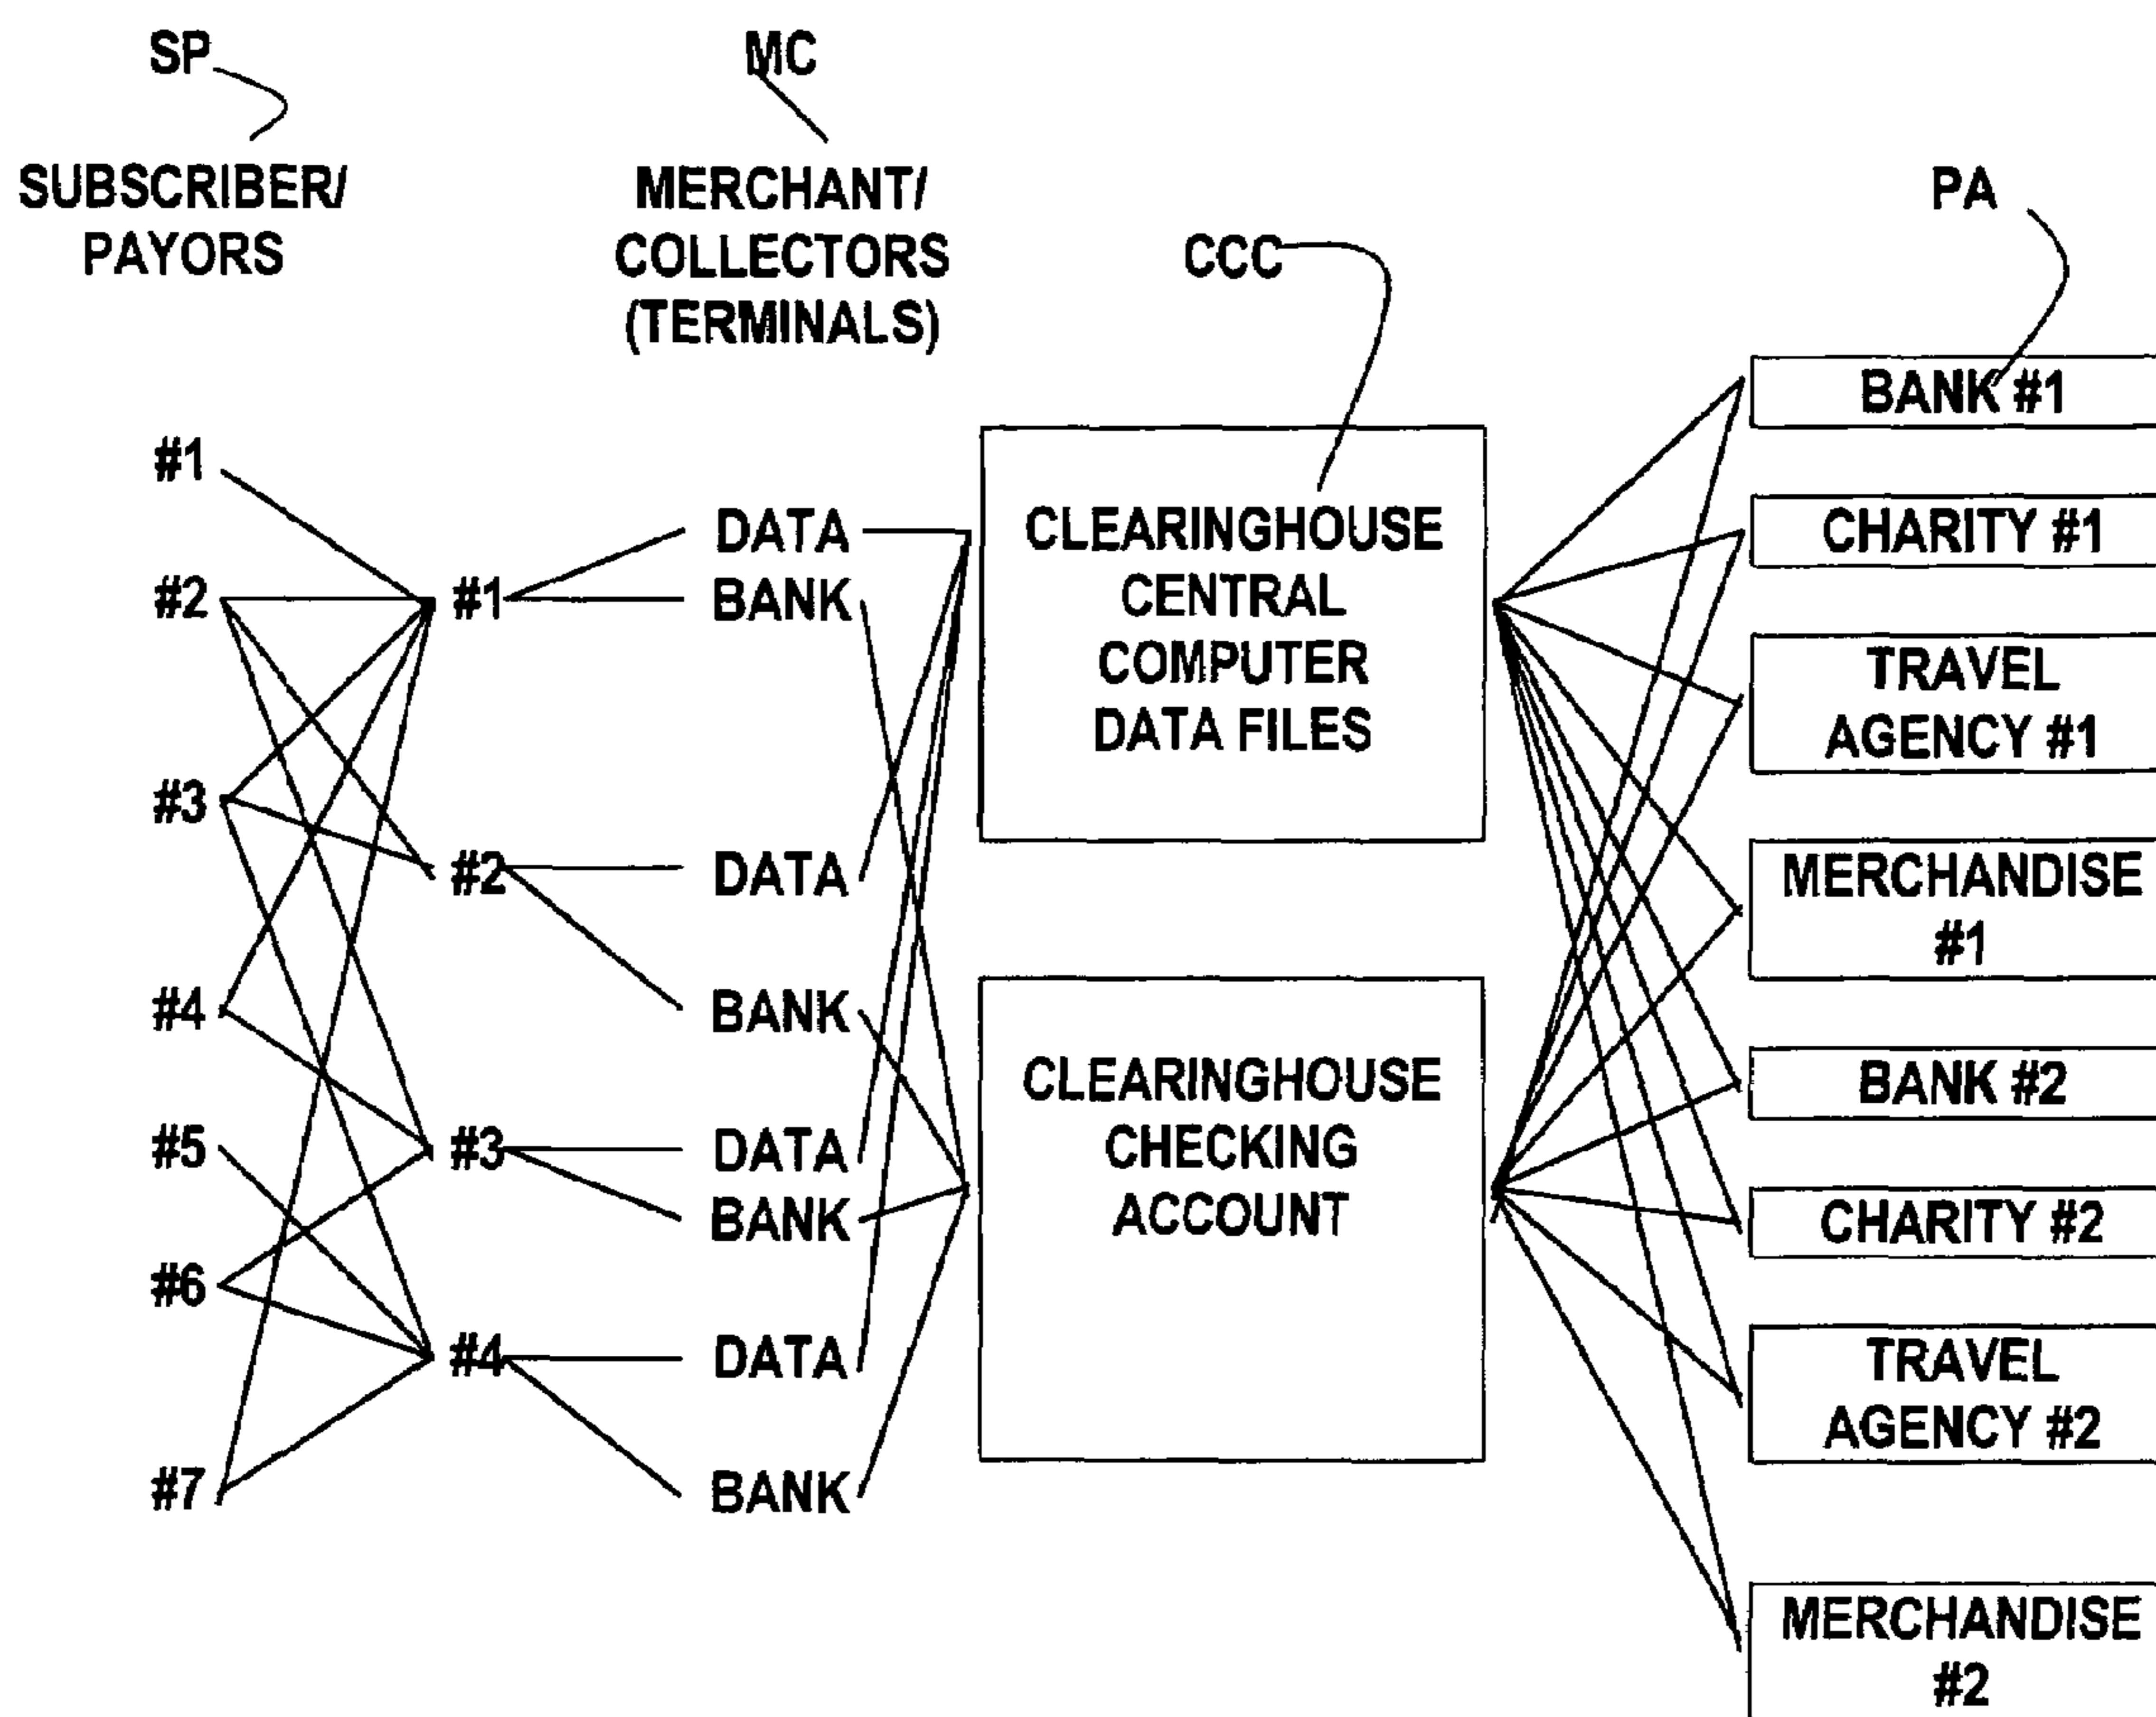 SP
MC
SUBSCRIBER/
PAYORS
MERCHANT/
COLLECTORS
(TERMINALS)
CCC
PA
#1
#2
#3
#4
#5
#6
#7
#1
#2
#3
#4
DATA
BANK
DATA
BANK
DATA
BANK
DATA
BANK
CLEARINGHOUSE
CENTRAL
COMPUTER
DATA FILES
CLEARINGHOUSE
CHECKING
ACCOUNT
BANK #1
CHARITY #1
TRAVEL
AGENCY #1
MERCHANDISE
#1
BANK #2
CHARITY #2
TRAVEL
AGENCY #2
MERCHANDISE
#2